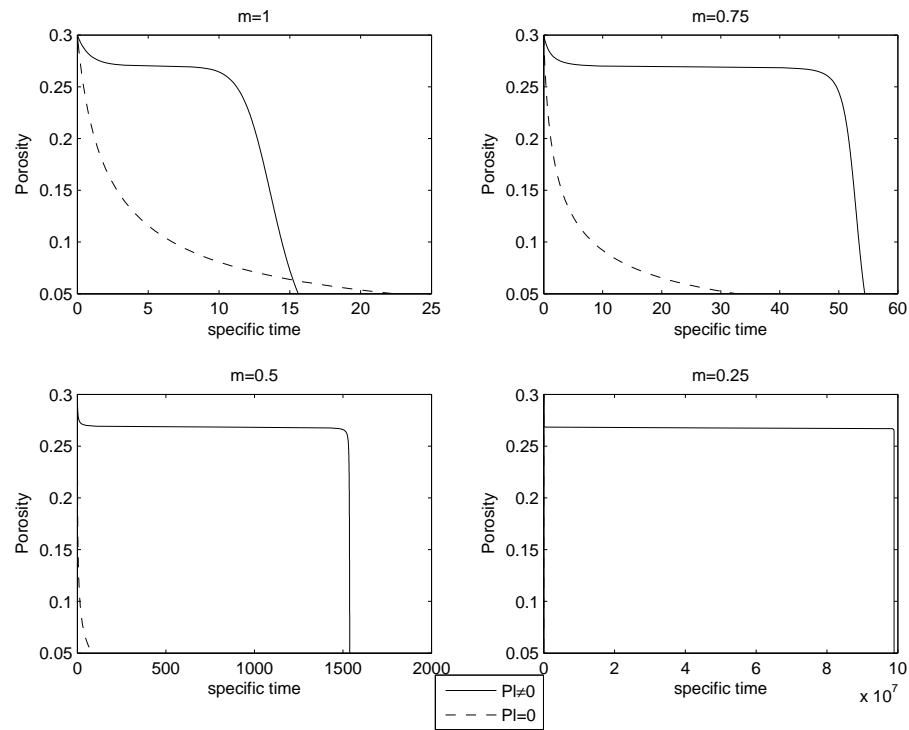 m=1
0.3
0.25
0.2
0.15
0.1
0.05
Porosity
0 5 10 15 20 25
specific time
m=0.75
0.3
0.25
0.2
0.15
0.1
0.05
Porosity
0 10 20 30 40 50 60
specific time
m=0.5
0.3
0.25
0.2
0.15
0.1
0.05
Porosity
0 500 1000 1500 2000
specific time
m=0.25
0.3
0.25
0.2
0.15
0.1
0.05
Porosity
0 2 4 6 8 10
specific time
x 10^7
Pl≠0
Pl=0